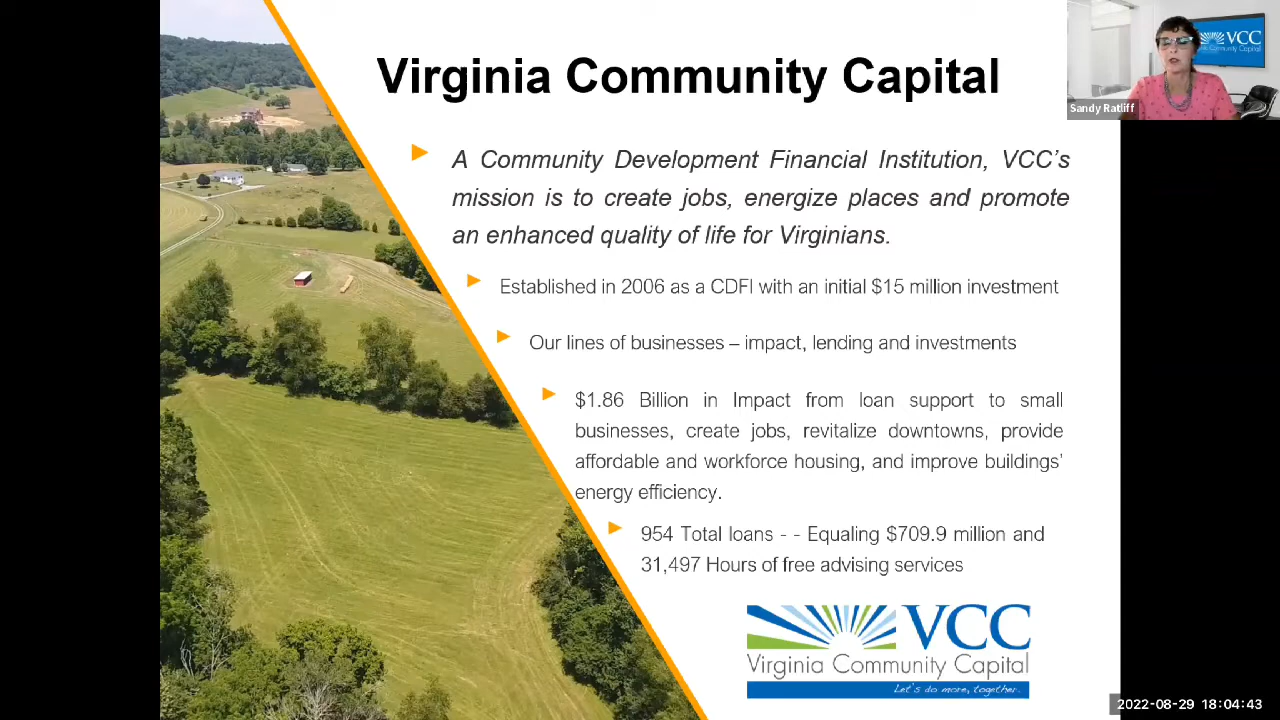 Virginia Community Capital
VCC
Community Capital
Sandy Ratliff
A Community Development Financial Institution, VCC’s
mission is to create jobs, energize places and promote
an enhanced quality of life for Virginians.
Established in 2006 as a CDFI with an initial $15 million investment
Our lines of businesses – impact, lending and investments
$1.86 Billion in Impact from loan support to small
businesses, create jobs, revitalize downtowns, provide
affordable and workforce housing, and improve buildings’
energy efficiency.
954 Total loans - - Equaling $709.9 million and
31,497 Hours of free advising services
VCC
Virginia Community Capital
Let's do more, together.
2022-08-29 18:04:43